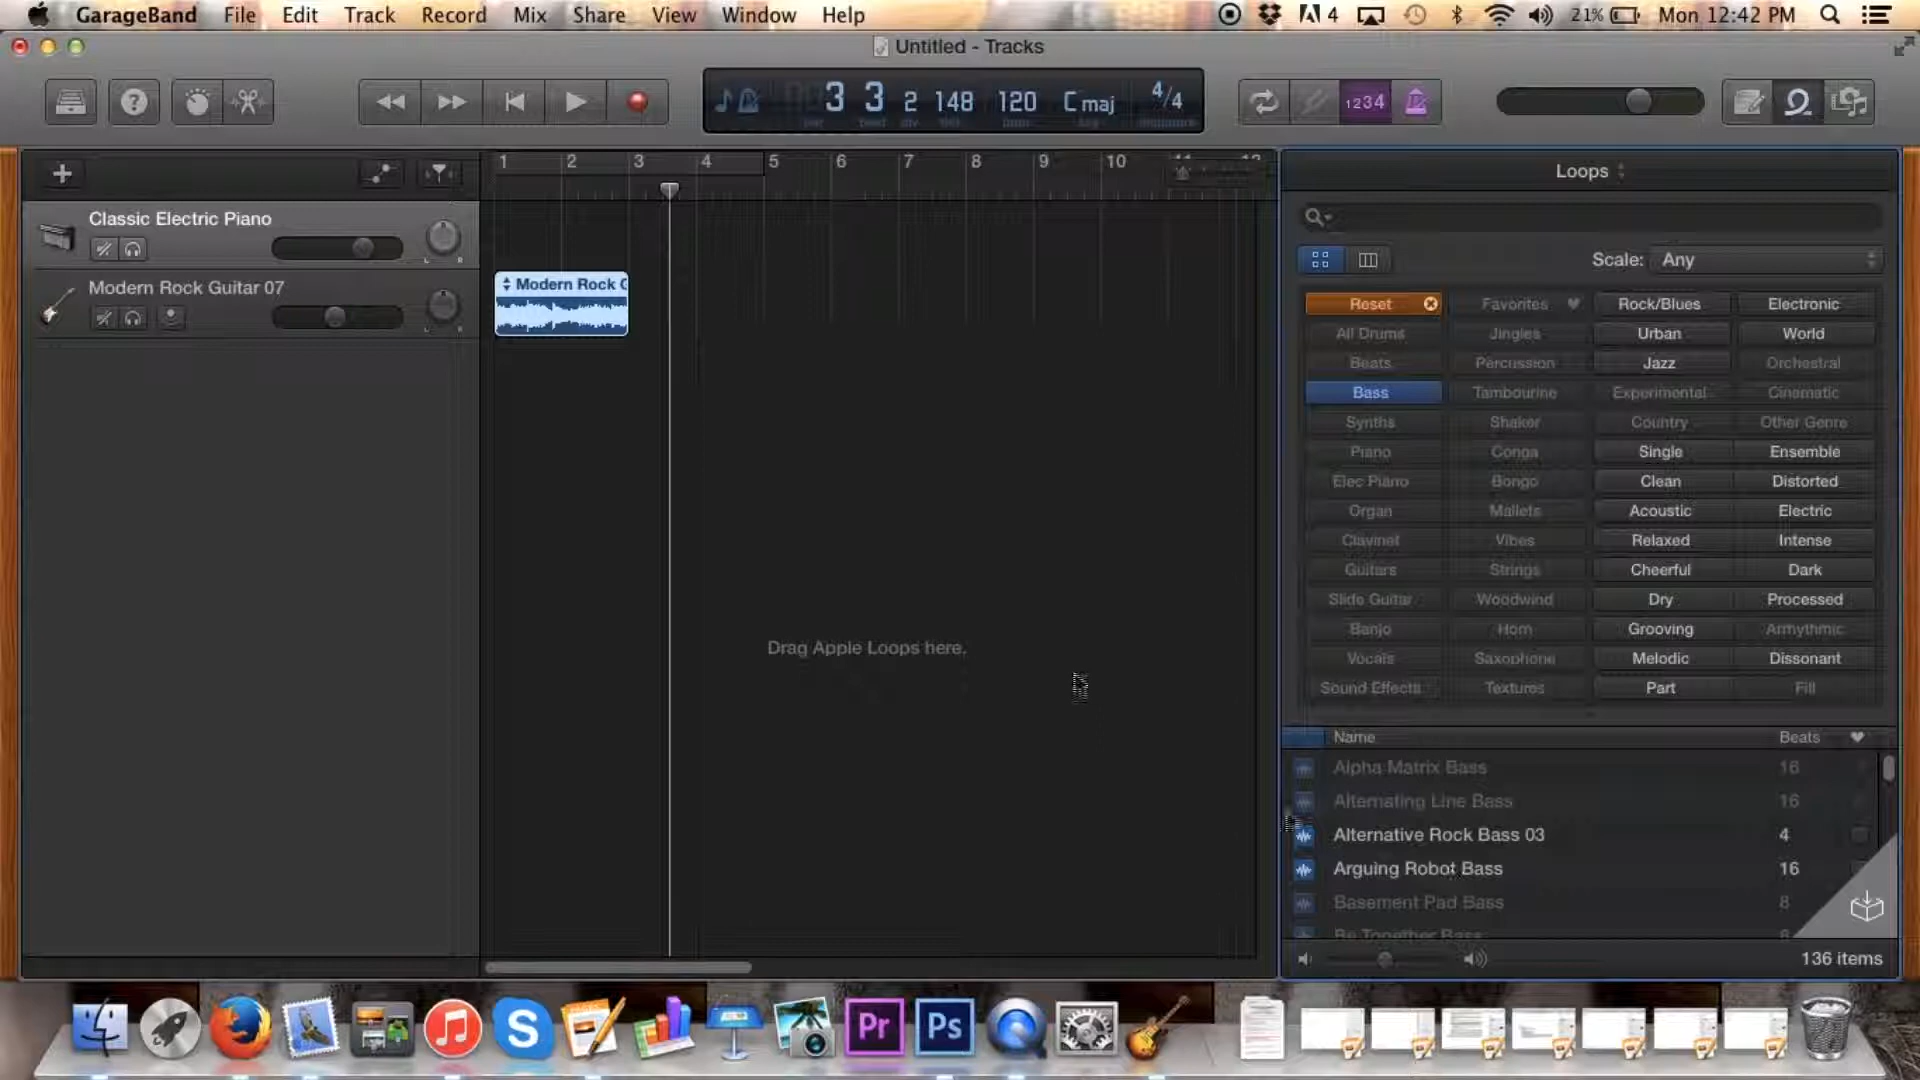 GarageBand File Edit Track Record Mix Share View Window Help 4 21% Mon 12:42 PM
Untitled - Tracks
3 3 2 148 120 C maj 4/4
1234
1 2 3 4 5 6 7 8 9 10
Loops
Classic Electric Piano
Modern Rock Guitar 07
Modern Rock G
Drag Apple Loops here.
Scale: Any
Reset Favorites Rock/Blues Electronic
All Drums Jingles Urban World
Beats Percussion Jazz Orchestral
Bass Tambourine Experimental Cinematic
Synths Shaker Country Other Genre
Piano Conga Single Ensemble
Elec Piano Bongo Clean Distorted
Organ Mallets Acoustic Electric
Clavinet Vibes Relaxed Intense
Guitars Strings Cheerful Dark
Slide Guitar Woodwind Dry Processed
Banjo Horn Grooving Arrhythmic
Vocals Saxophone Melodic Dissonant
Sound Effects Textures Part Fill
Name Beats
Alpha Matrix Bass 16
Alternating Line Bass 16
Alternative Rock Bass 03 4
Arguing Robot Bass 16
Basement Pad Bass 8
Be Together Bass
136 items
S Pr Ps